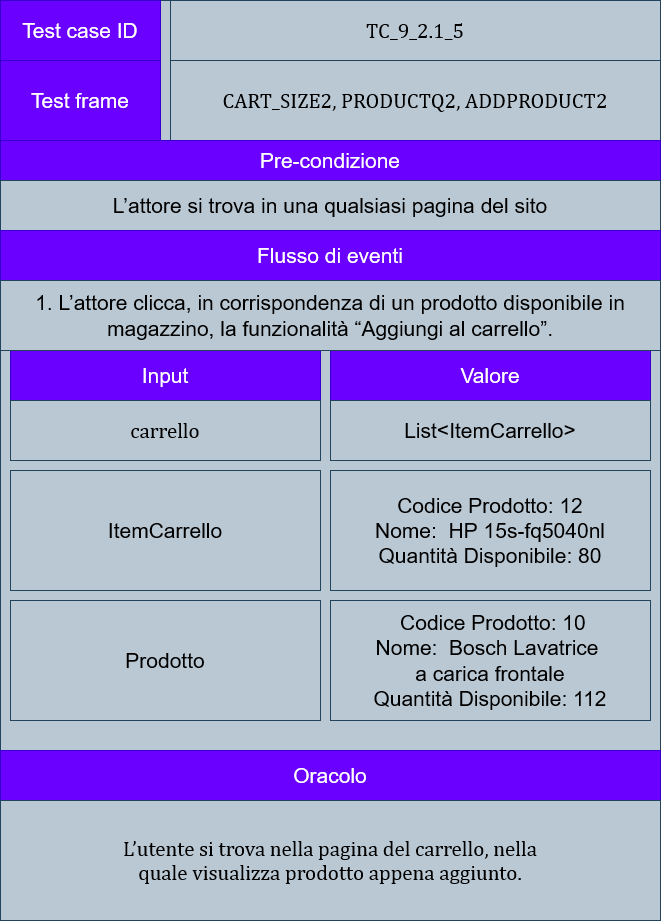 Test case ID
TC_9_2.1_5
Test frame
CART_SIZE2, PRODUCTQ2, ADDPRODUCT2
Pre-condizione
L’attore si trova in una qualsiasi pagina del sito
Flusso di eventi
1. L’attore clicca, in corrispondenza di un prodotto disponibile in
magazzino, la funzionalità “Aggiungi al carrello”.
Input
Valore
carrello
List<ItemCarrello>
ItemCarrello
Codice Prodotto: 12
Nome: HP 15s-fq5040nl
Quantità Disponibile: 80
Prodotto
Codice Prodotto: 10
Nome: Bosch Lavatrice
a carica frontale
Quantità Disponibile: 112
Oracolo
L’utente si trova nella pagina del carrello, nella
quale visualizza prodotto appena aggiunto.